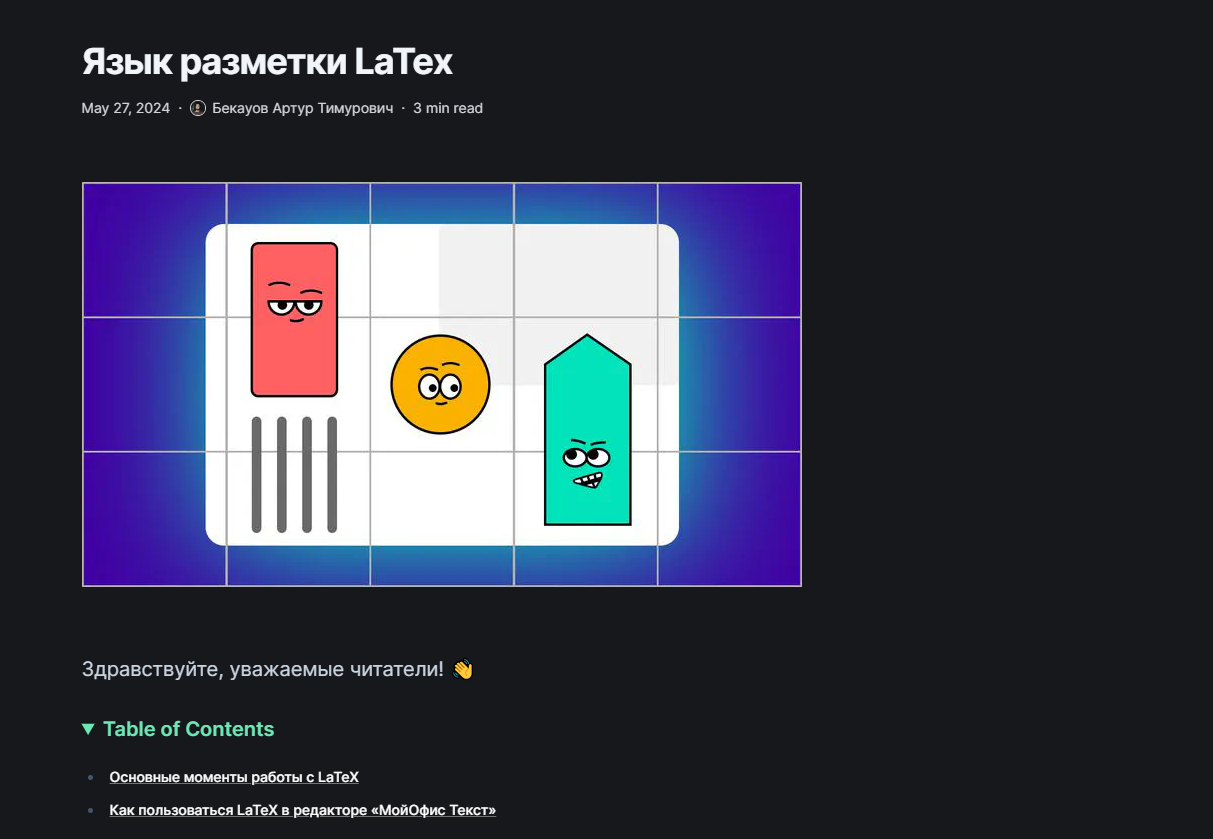 Язык разметки LaTex
May 27, 2024 · Бекауов Артур Тимурович · 3 min read
Здравствуйте, уважаемые читатели! 👋
▼ Table of Contents
• Основные моменты работы с LaTeX
• Как пользоваться LaTeX в редакторе «МойОфис Текст»